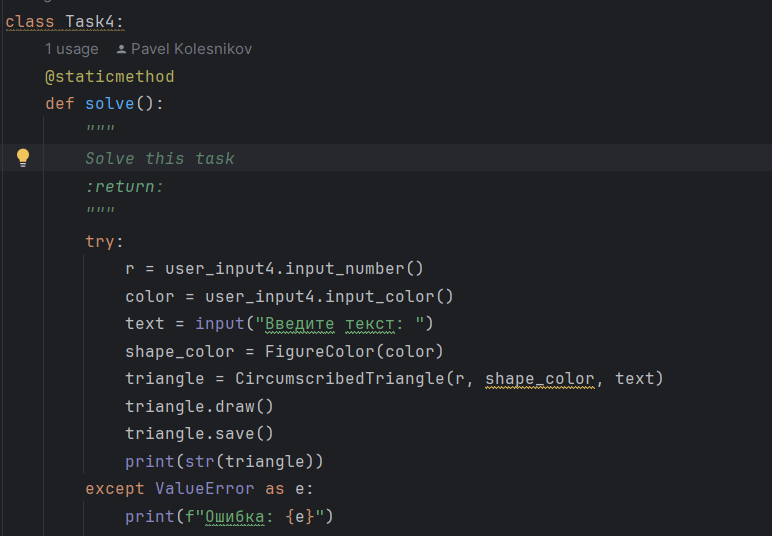 class Task4:
1 usage Pavel Kolesnikov
@staticmethod
def solve():
"""
Solve this task
:return:
"""
try:
r = user_input4.input_number()
color = user_input4.input_color()
text = input("Введите текст: ")
shape_color = FigureColor(color)
triangle = CircumscribedTriangle(r, shape_color, text)
triangle.draw()
triangle.save()
print(str(triangle))
except ValueError as e:
print(f"Ошибка: {e}")